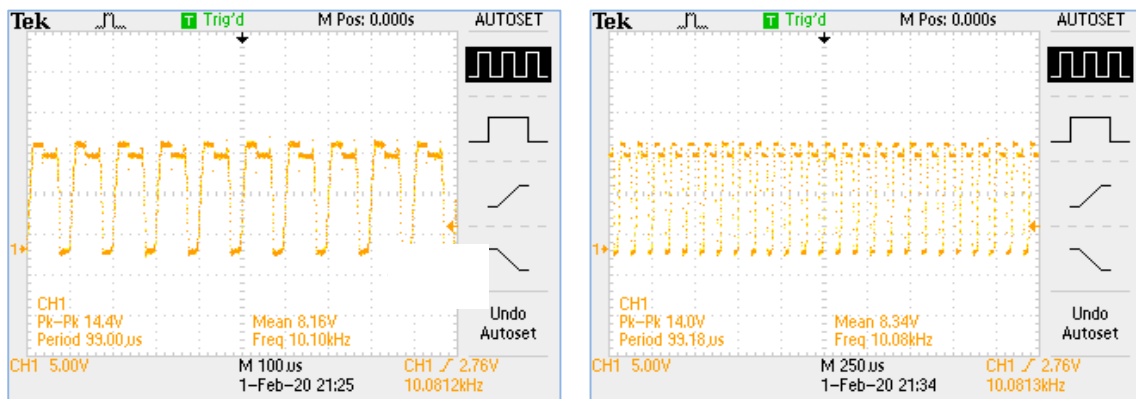 Tek T Trig'd M Pos: 0.000s AUTOSET
1
CH1
Pk-Pk 14.4V Mean 8.16V
Period 99.00µs Freq 10.10kHz
Undo
Autoset
CH1 5.00V M 100µs CH1 2.76V
1-Feb-20 21:25 10.0812kHz
Tek T Trig'd M Pos: 0.000s AUTOSET
1
CH1
Pk-Pk 14.0V Mean 8.34V
Period 99.18µs Freq 10.08kHz
Undo
Autoset
CH1 5.00V M 250µs CH1 2.76V
1-Feb-20 21:34 10.0813kHz